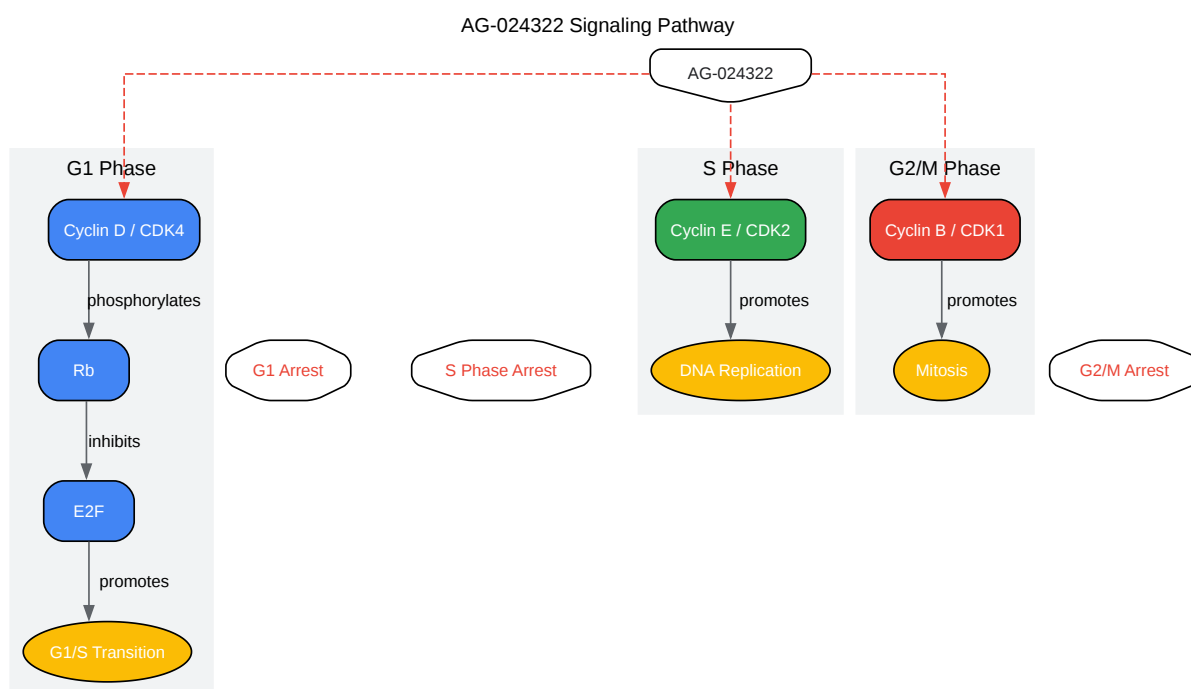 AG-024322 Signaling Pathway
AG-024322
G1 Phase
S Phase
G2/M Phase
Cyclin D / CDK4
Cyclin E / CDK2
Cyclin B / CDK1
phosphorylates
promotes
promotes
Rb
G1 Arrest
S Phase Arrest
DNA Replication
Mitosis
G2/M Arrest
inhibits
E2F
promotes
G1/S Transition